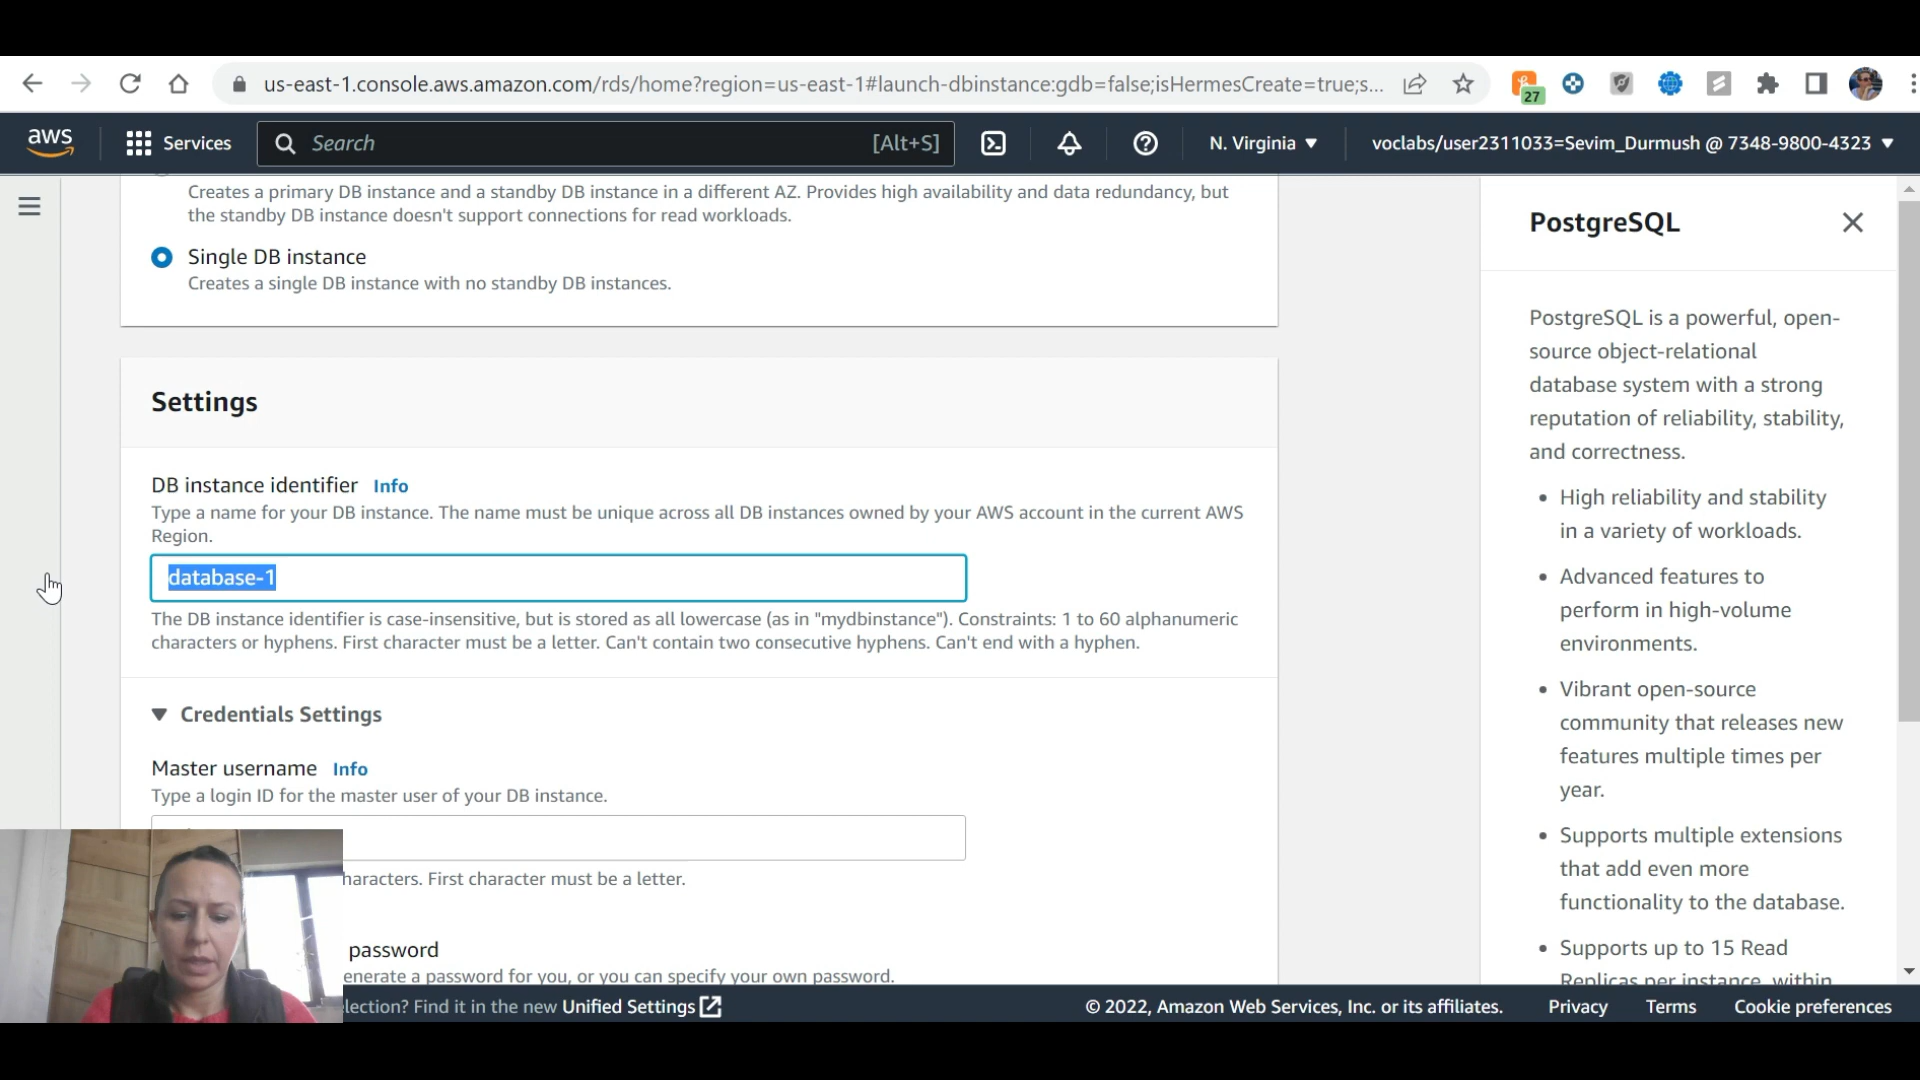 us-east-1.console.aws.amazon.com/rds/home?region=us-east-1#launch-dbinstance:gdb=false;isHermesCreate=true;s...
27
aws
Services
Search
[Alt+S]
N. Virginia
voclabs/user2311033=Sevim_Durmush @ 7348-9800-4323
Creates a primary DB instance and a standby DB instance in a different AZ. Provides high availability and data redundancy, but
the standby DB instance doesn't support connections for read workloads.
Single DB instance
Creates a single DB instance with no standby DB instances.
Settings
DB instance identifier Info
Type a name for your DB instance. The name must be unique across all DB instances owned by your AWS account in the current AWS
Region.
database-1
The DB instance identifier is case-insensitive, but is stored as all lowercase (as in "mydbinstance"). Constraints: 1 to 60 alphanumeric
characters or hyphens. First character must be a letter. Can't contain two consecutive hyphens. Can't end with a hyphen.
Credentials Settings
Master username Info
Type a login ID for the master user of your DB instance.
haracters. First character must be a letter.
password
enerate a password for you, or you can specify your own password.
PostgreSQL
PostgreSQL is a powerful, open-
source object-relational
database system with a strong
reputation of reliability, stability,
and correctness.
• High reliability and stability
in a variety of workloads.
• Advanced features to
perform in high-volume
environments.
• Vibrant open-source
community that releases new
features multiple times per
year.
• Supports multiple extensions
that add even more
functionality to the database.
• Supports up to 15 Read
Replicas per instance, within
lection? Find it in the new Unified Settings
© 2022, Amazon Web Services, Inc. or its affiliates.
Privacy
Terms
Cookie preferences